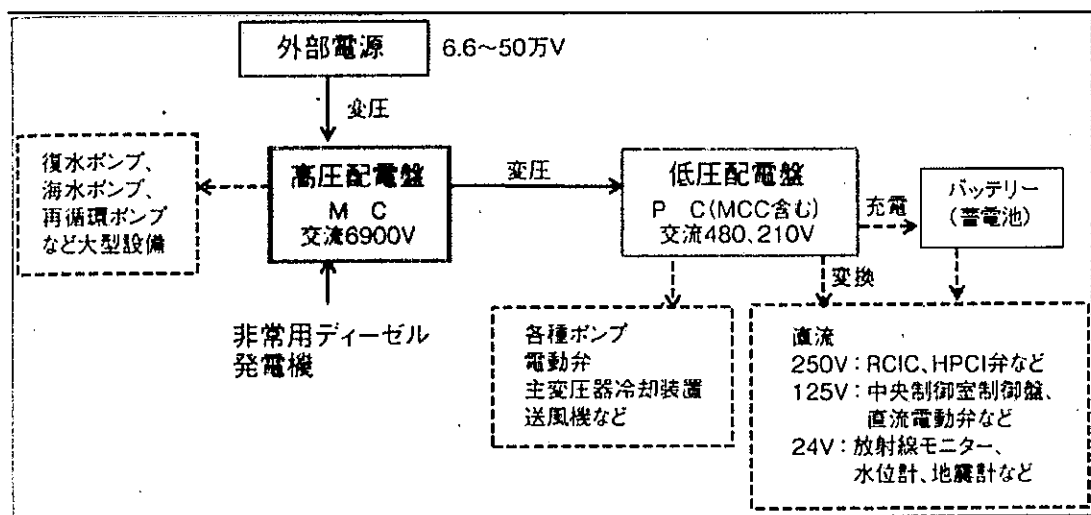 外部電源
6.6～50万V
変圧
復水ポンプ、
海水ポンプ、
再循環ポンプ
など大型設備
高圧配電盤
M C
交流6900V
変圧
低圧配電盤
P C(MCC含む)
交流480、210V
充電
バッテリー
(蓄電池)
変換
非常用ディーゼル
発電機
各種ポンプ
電動弁
主変圧器冷却装置
送風機など
直流
250V：RCIC、HPCI弁など
125V：中央制御室制御盤、
直流電動弁など
24V：放射線モニター、
水位計、地震計など